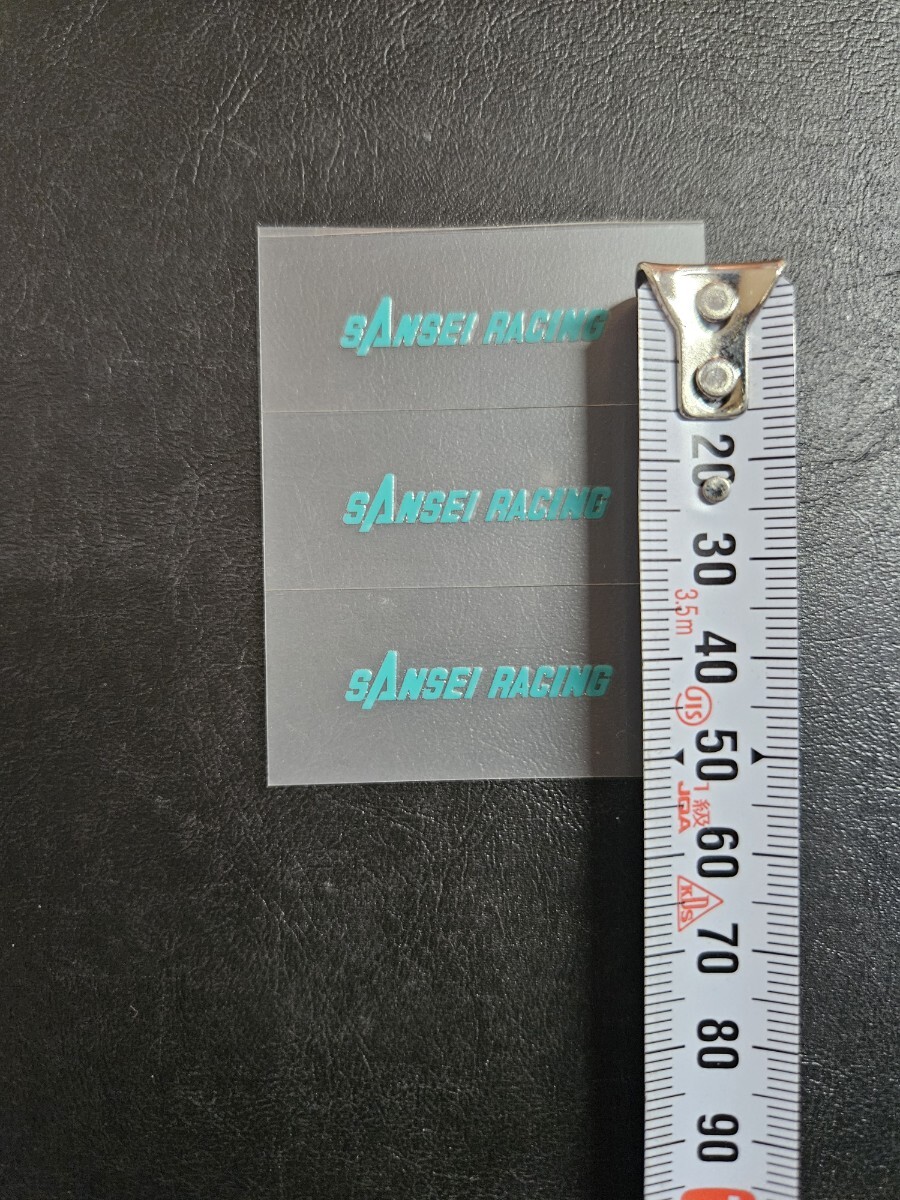 SANSEI RACING
SANSEI RACING
SANSEI RACING
20
30
3.5m
40
JIS
50
1級
JQA
60
KDS
70
80
90